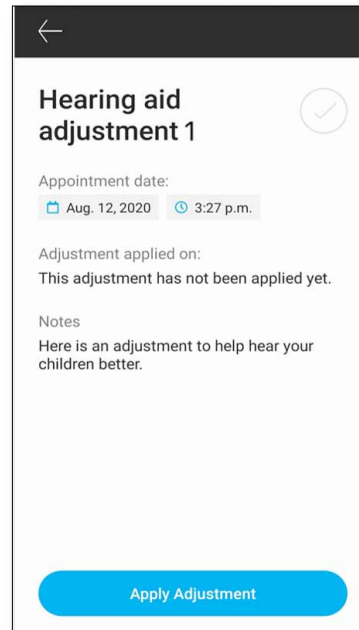 Hearing aid
adjustment 1
Appointment date:
Aug. 12, 2020 3:27 p.m.
Adjustment applied on:
This adjustment has not been applied yet.
Notes
Here is an adjustment to help hear your
children better.
Apply Adjustment